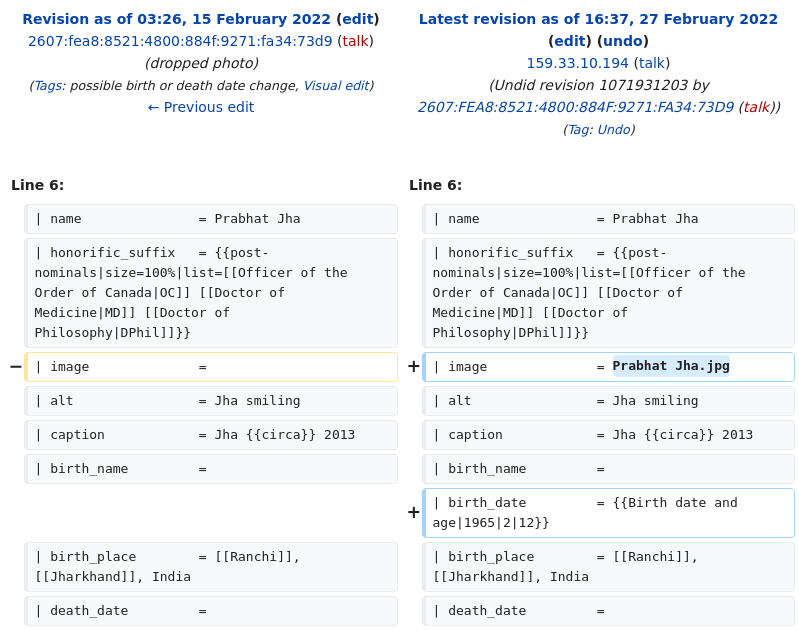 Revision as of 03:26, 15 February 2022 (edit)
2607:fea8:8521:4800:884f:9271:fa34:73d9 (talk)
(dropped photo)
(Tags: possible birth or death date change, Visual edit)
← Previous edit
Latest revision as of 16:37, 27 February 2022
(edit) (undo)
159.33.10.194 (talk)
(Undid revision 1071931203 by
2607:FEA8:8521:4800:884F:9271:FA34:73D9 (talk))
(Tag: Undo)
Line 6:
| name = Prabhat Jha
| honorific_suffix = {{post-
nominals|size=100%|list=[[Officer of the
Order of Canada|OC]] [[Doctor of
Medicine|MD]] [[Doctor of
Philosophy|DPhil]]}}
− | image =
| alt = Jha smiling
| caption = Jha {{circa}} 2013
| birth_name =
| birth_place = [[Ranchi]],
[[Jharkhand]], India
| death_date =
Line 6:
| name = Prabhat Jha
| honorific_suffix = {{post-
nominals|size=100%|list=[[Officer of the
Order of Canada|OC]] [[Doctor of
Medicine|MD]] [[Doctor of
Philosophy|DPhil]]}}
+ | image = Prabhat Jha.jpg
| alt = Jha smiling
| caption = Jha {{circa}} 2013
| birth_name =
+ | birth_date = {{Birth date and
age|1965|2|12}}
| birth_place = [[Ranchi]],
[[Jharkhand]], India
| death_date =